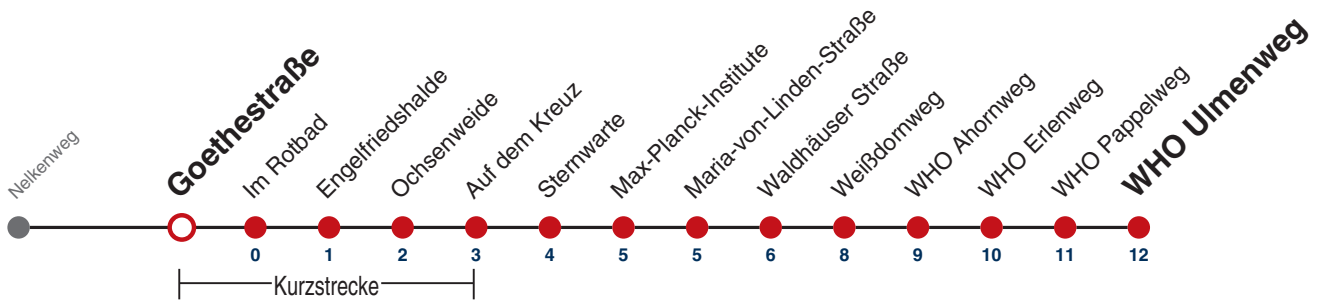 Nelkenweg
Goethestraße
Im Rotbad
Engelfriedshalde
Ochsenweide
Auf dem Kreuz
Sternwarte
Max-Planck-Institute
Maria-von-Linden-Straße
Waldhäuser Straße
Weißdornweg
WHO Ahornweg
WHO Erlenweg
WHO Pappelweg
WHO Ulmenweg
0 1 2 3 4 5 5 6 8 9 10 11 12
Kurzstrecke